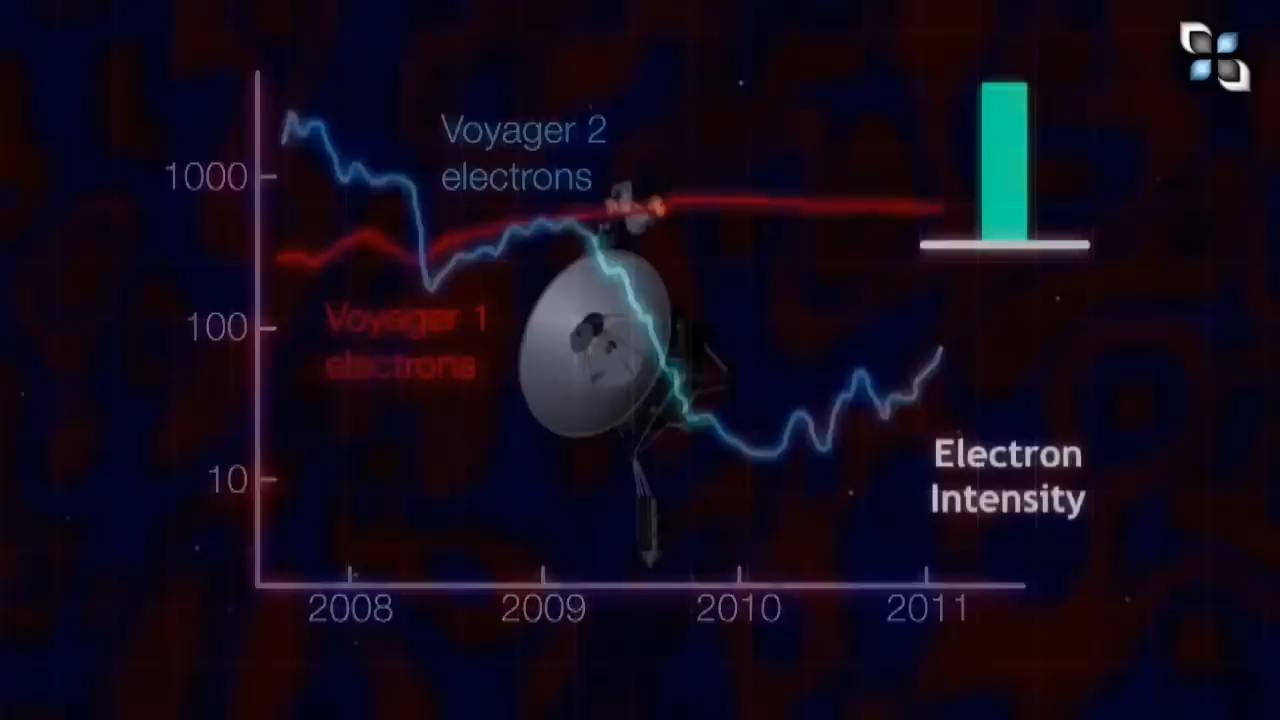 Voyager 2
electrons
1000
Voyager 1
electrons
100
10
Electron
Intensity
2008
2009
2010
2011